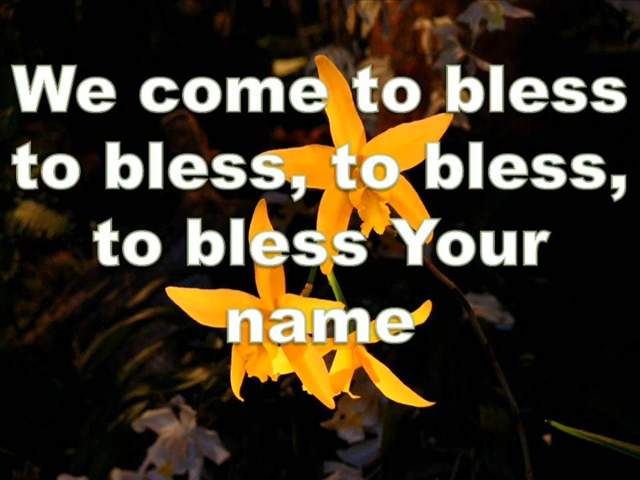 We come to bless
to bless, to bless,
to bless Your
name